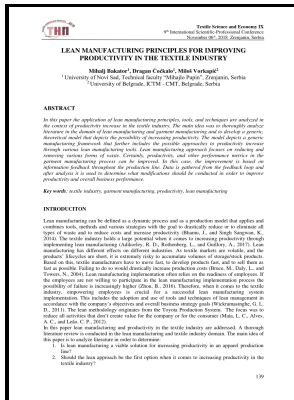 Textile Science and Economy IX
9th International Scientific-Professional Conference
November 06th, 2018, Zrenjanin, Serbia
LEAN MANUFACTURING PRINCIPLES FOR IMPROVING
PRODUCTIVITY IN THE TEXTILE INDUSTRY
Mihalj Bakator1, Dragan Ćoćkalo1, Miloš Vorkapić2
1 University of Novi Sad, Technical faculty "Mihajlo Pupin", Zrenjanin, Serbia
2 University of Belgrade, ICTM - CMT, Belgrade, Serbia
ABSTRACT
In this paper the application of lean manufacturing principles, tools, and techniques are analyzed in
the context of productivity increase in the textile industry. The main idea was to thoroughly analyze
literature in the domain of lean manufacturing and garment manufacturing and to develop a generic,
theoretical model that depicts the possibility of increasing productivity. The model depicts a generic
manufacturing framework that further includes the possible approaches to productivity increase
through various lean manufacturing tools. Lean manufacturing approach focuses on reducing and
removing various forms of waste. Certainly, productivity, and other performance metrics in the
garment manufacturing process can be improved. In this case, the improvement is based on
information feedback throughout the production time. Data is gathered from the feedback loop and
after analysis it is used to determine what modifications should be conducted in order to improve
productivity and overall business performance.
Key words: textile industry, garment manufacturing, productivity, lean manufacturing
INTRODUCTION
Lean manufacturing can be defined as a dynamic process and as a production model that applies and
combines tools, methods and various strategies with the goal to drastically reduce or to eliminate all
types of waste and to reduce costs and increase productivity (Bhamu, J., and Singh Sangwan, K.,
2014). The textile industry holds a large potential when it comes to increasing productivity through
implementing lean manufacturing (Adikorley, R. D., Rothenberg, L., and Guillory, A., 2017). Lean
manufacturing has different effects on different industries. As textile markets are volatile, and the
products' lifecycles are short, it is extremely risky to accumulate volumes of storage/stock products.
Based on this, textile manufacturers have to move fast, to develop product fast, and to sell them as
fast as possible. Failing to do so would drastically increase production costs (Bruce, M., Daly, L., and
Towers, N., 2004). Lean manufacturing implementation often relies on the readiness of employees. If
the employees are not willing to participate in the lean manufacturing implementation process the
possibility of failure is increasingly higher (Zhou, B., 2016). Therefore, when it comes to the textile
industry, empowering employees is crucial for a successful lean manufacturing system
implementation. This includes the adoption and use of tools and techniques of lean management in
accordance with the company's objectives and overall business strategy goals (Wickramasinghe, G. L.
D., 2011). The lean methodology originates from the Toyota Production System. The focus was to
reduce all activities that don't create value for the company or for the consumer (Maia, L. C., Alves,
A. C., and Leão, C. P., 2012).
In this paper lean manufacturing and productivity in the textile industry are addressed. A thorough
literature review is conducted in the lean manufacturing and textile industry domain. The main idea of
this paper is to analyze literature in order to determine:
1. Is lean manufacturing a viable solution for increasing productivity in an apparel production
line?
2. Should the lean approach be the first option when it comes to increasing productivity in the
textile industry?
139